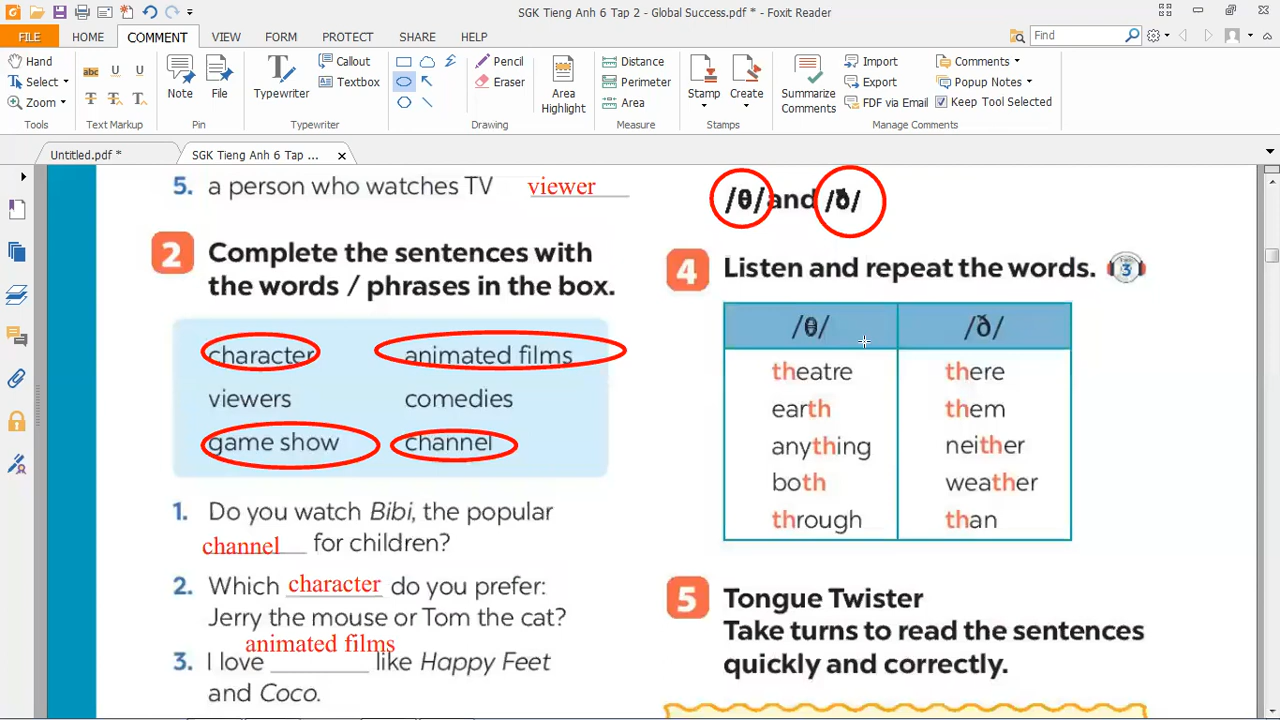 SGK Tieng Anh 6 Tap 2 - Global Success.pdf * - Foxit Reader
FILE HOME COMMENT VIEW FORM PROTECT SHARE HELP Find
Hand
Select
Zoom
Tools
abc U U
T T T
Text Markup
Note File
Pin
Typewriter
Callout
Textbox
Typewriter
Pencil
Eraser
Area
Highlight
Drawing
Distance
Perimeter
Area
Measure
Stamp Create
Stamps
Summarize
Comments
Import
Export
FDF via Email
Comments
Popup Notes
Keep Tool Selected
Manage Comments
Untitled.pdf * SGK Tieng Anh 6 Tap ... x
5. a person who watches TV viewer
2 Complete the sentences with
the words / phrases in the box.
character animated films
viewers comedies
game show channel
1. Do you watch Bibi, the popular
channel for children?
2. Which character do you prefer:
Jerry the mouse or Tom the cat?
animated films
3. I love ________ like Happy Feet
and Coco.
/θ/ and /ð/
4 Listen and repeat the words. 3
/θ/ /ð/
theatre there
earth them
anything neither
both weather
through than
5 Tongue Twister
Take turns to read the sentences
quickly and correctly.